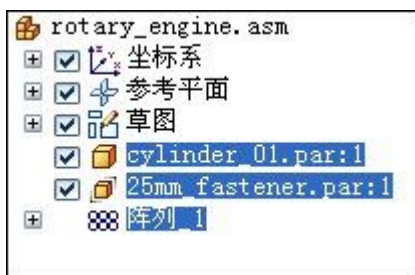 rotary_engine.asm
坐标系
参考平面
草图
cylinder_01.par:1
25mm_fastener.par:1
阵列_1